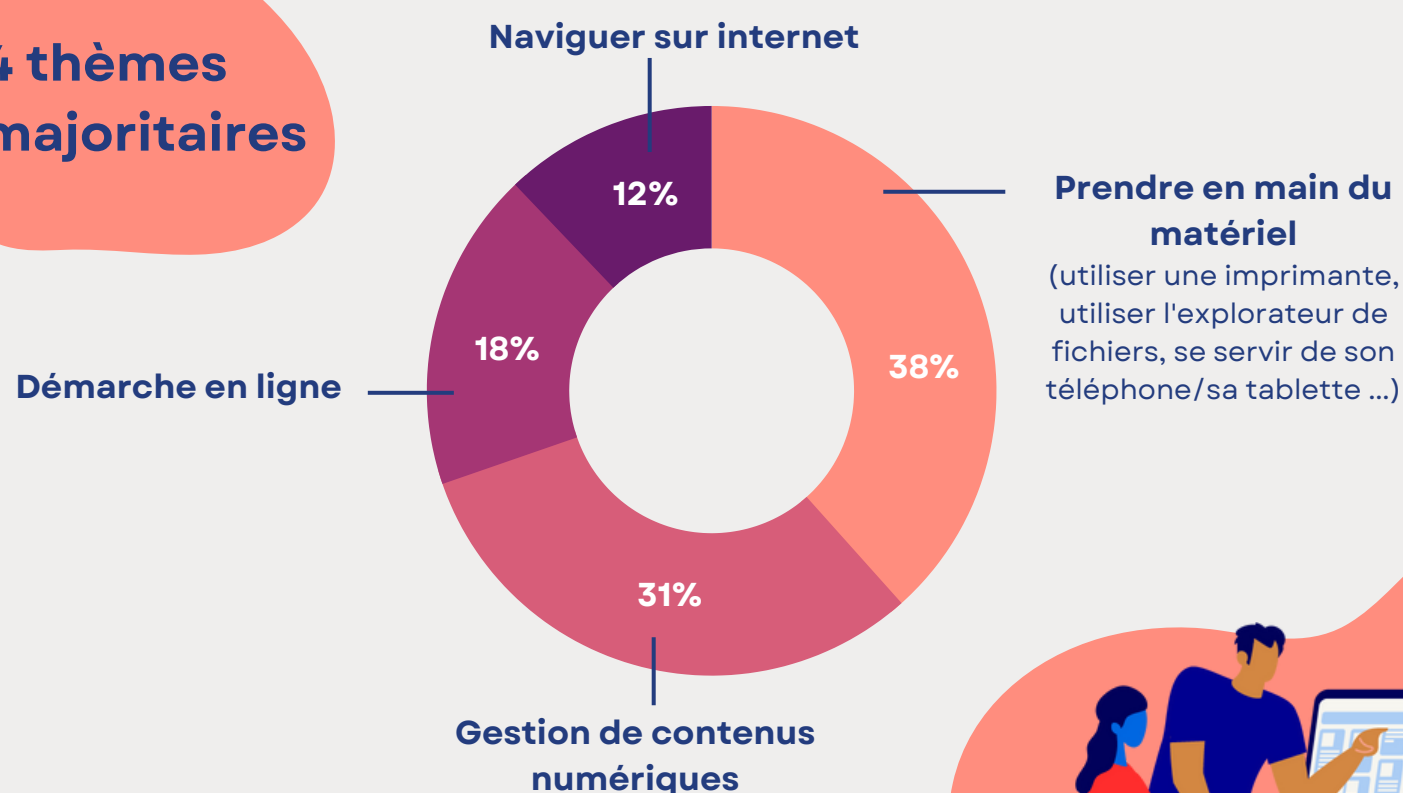 4 thèmes
majoritaires
Naviguer sur internet
12%
Prendre en main du
matériel
(utiliser une imprimante,
utiliser l'explorateur de
fichiers, se servir de son
téléphone/sa tablette ...)
38%
18%
Démarche en ligne
31%
Gestion de contenus
numériques